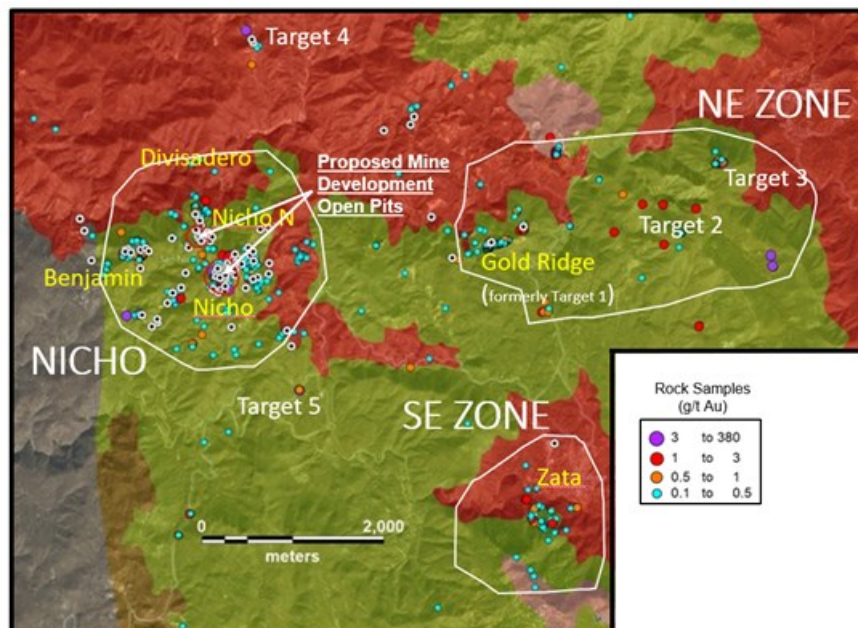 Target 4
NE ZONE
Divisadero
Proposed Mine
Development
Open Pits
Target 3
Nicho N
Target 2
Benjamin
Gold Ridge
(formerly Target 1)
Nicho
NICHO
Target 5
SE ZONE
Zata
0 2,000
meters
Rock Samples
(g/t Au)
3 to 380
1 to 3
0.5 to 1
0.1 to 0.5